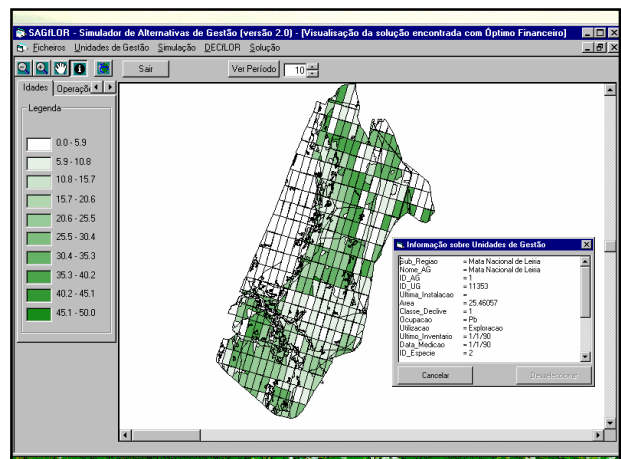 SAGfLOR - Simulador de Alternativas de Gestão (versão 2.0) - [Visualisação da solução encontrada com Óptimo Financeiro]
Ficheiros Unidades de Gestão Simulação DECfLOR Solução
Sair Ver Período 10
Idades Operaçõ
Legenda
0.0 - 5.9
5.9 - 10.8
10.8 - 15.7
15.7 - 20.6
20.6 - 25.5
25.5 - 30.4
30.4 - 35.3
35.3 - 40.2
40.2 - 45.1
45.1 - 50.0
Informação sobre Unidades de Gestão
Sub_Regiao = Mata Nacional de Leiria
Nome_AG = Mata Nacional de Leiria
ID_AG = 1
ID_UG = 11353
Ultima_Instalacao =
Area = 25.46057
Classe_Declive = 1
Ocupacao = Pb
Utilizacao = Exploracao
Ultimo_Inventario = 1/1/90
Data_Medicao = 1/1/90
ID_Especie = 2
Cancelar Desseleccionar